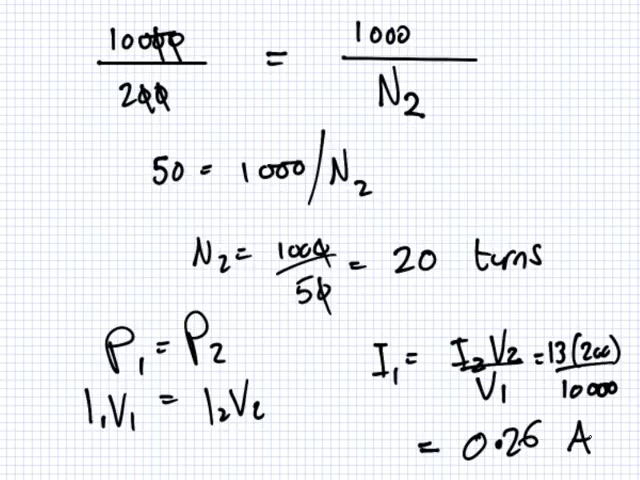 10000/200 = 1000/N₂
50 = 1000/N₂
N₂ = 1000/50 = 20 turns
P₁ = P₂
I₁V₁ = I₂V₂
I₁ = I₂V₂/V₁ = 13(200)/10000
= 0.26 A